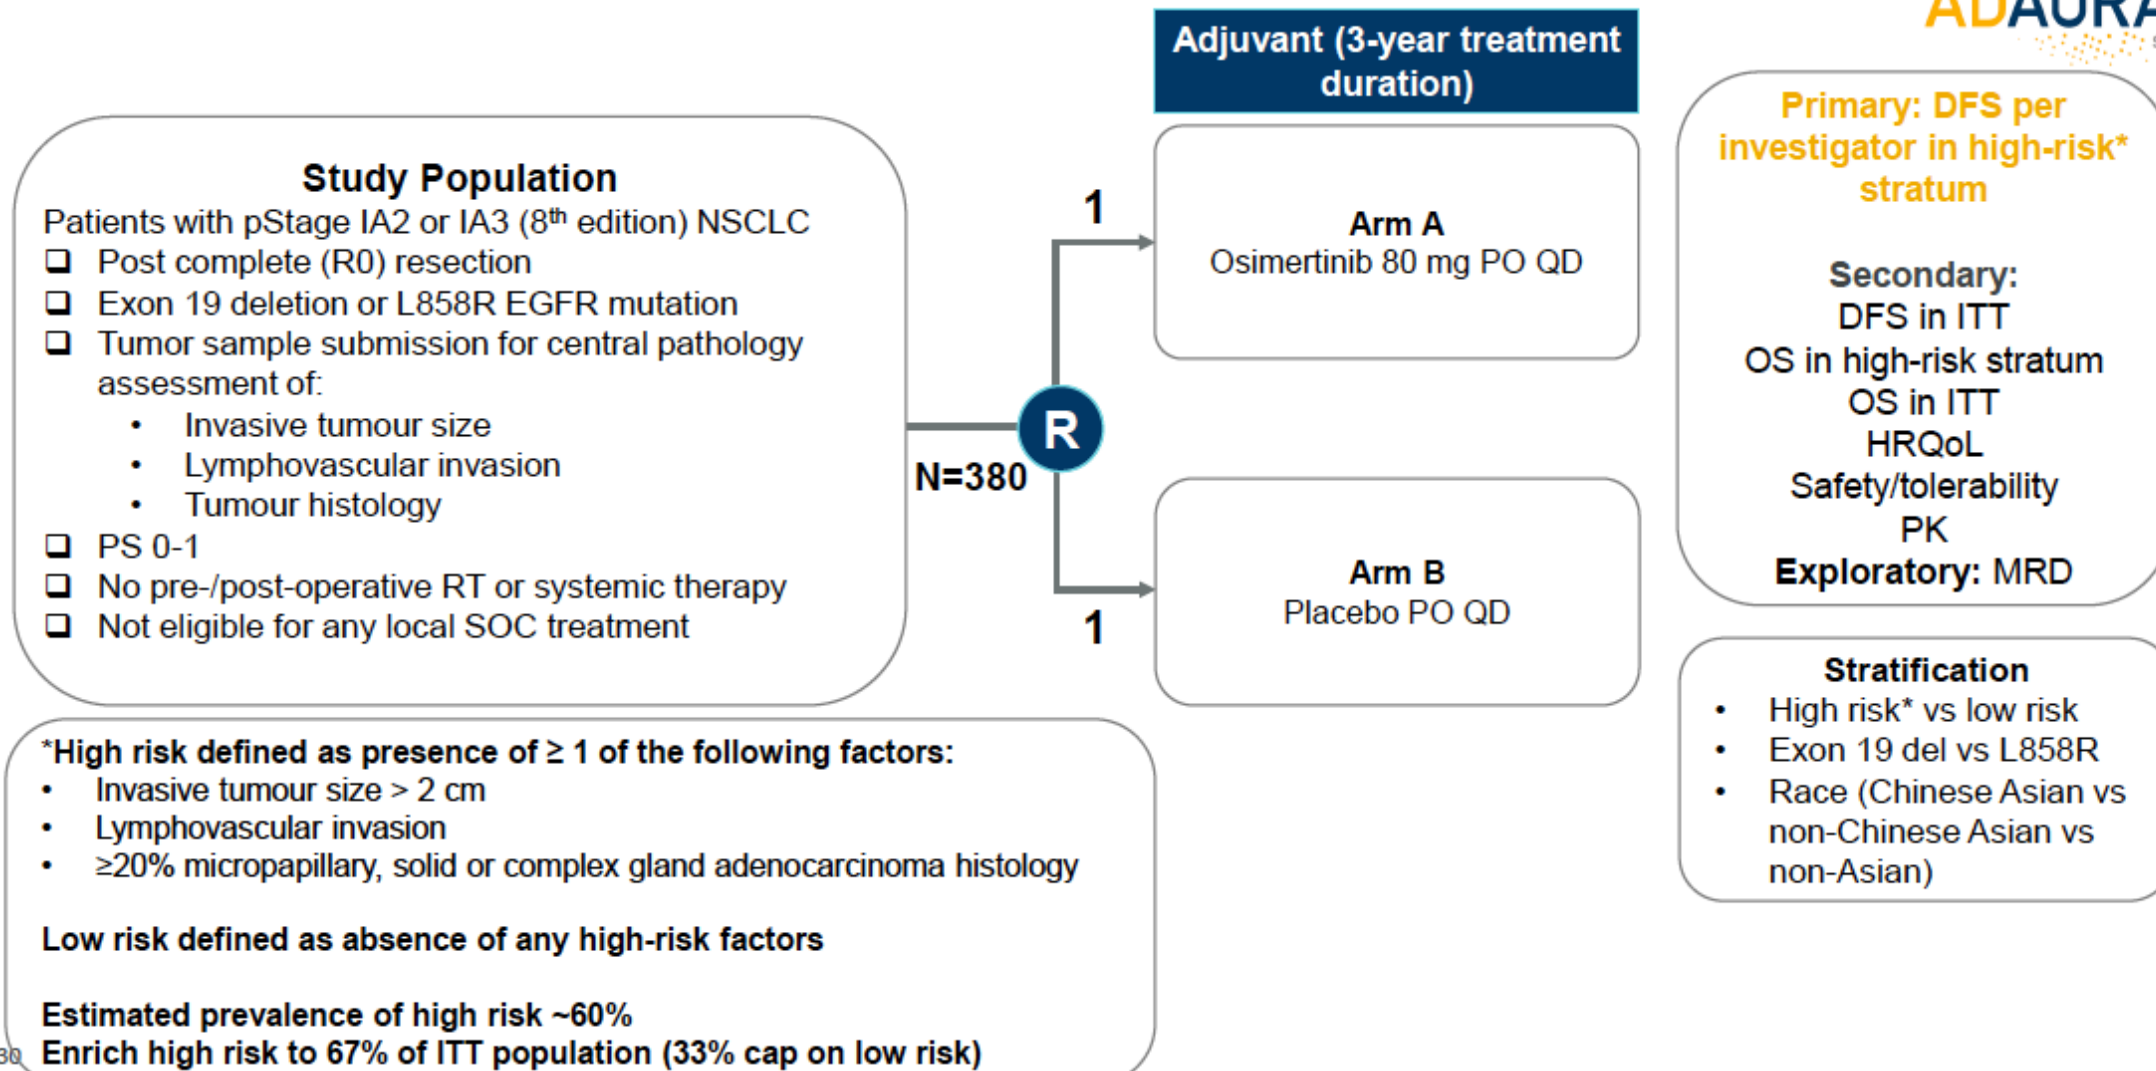 ADAURA
Adjuvant (3-year treatment
duration)
Study Population
Patients with pStage IA2 or IA3 (8th edition) NSCLC
❑ Post complete (R0) resection
❑ Exon 19 deletion or L858R EGFR mutation
❑ Tumor sample submission for central pathology
assessment of:
• Invasive tumour size
• Lymphovascular invasion
• Tumour histology
❑ PS 0-1
❑ No pre-/post-operative RT or systemic therapy
❑ Not eligible for any local SOC treatment
N=380
R
1
1
Arm A
Osimertinib 80 mg PO QD
Arm B
Placebo PO QD
Primary: DFS per
investigator in high-risk*
stratum
Secondary:
DFS in ITT
OS in high-risk stratum
OS in ITT
HRQoL
Safety/tolerability
PK
Exploratory: MRD
Stratification
• High risk* vs low risk
• Exon 19 del vs L858R
• Race (Chinese Asian vs
non-Chinese Asian vs
non-Asian)
*High risk defined as presence of ≥ 1 of the following factors:
• Invasive tumour size > 2 cm
• Lymphovascular invasion
• ≥20% micropapillary, solid or complex gland adenocarcinoma histology
Low risk defined as absence of any high-risk factors
Estimated prevalence of high risk ~60%
Enrich high risk to 67% of ITT population (33% cap on low risk)
30